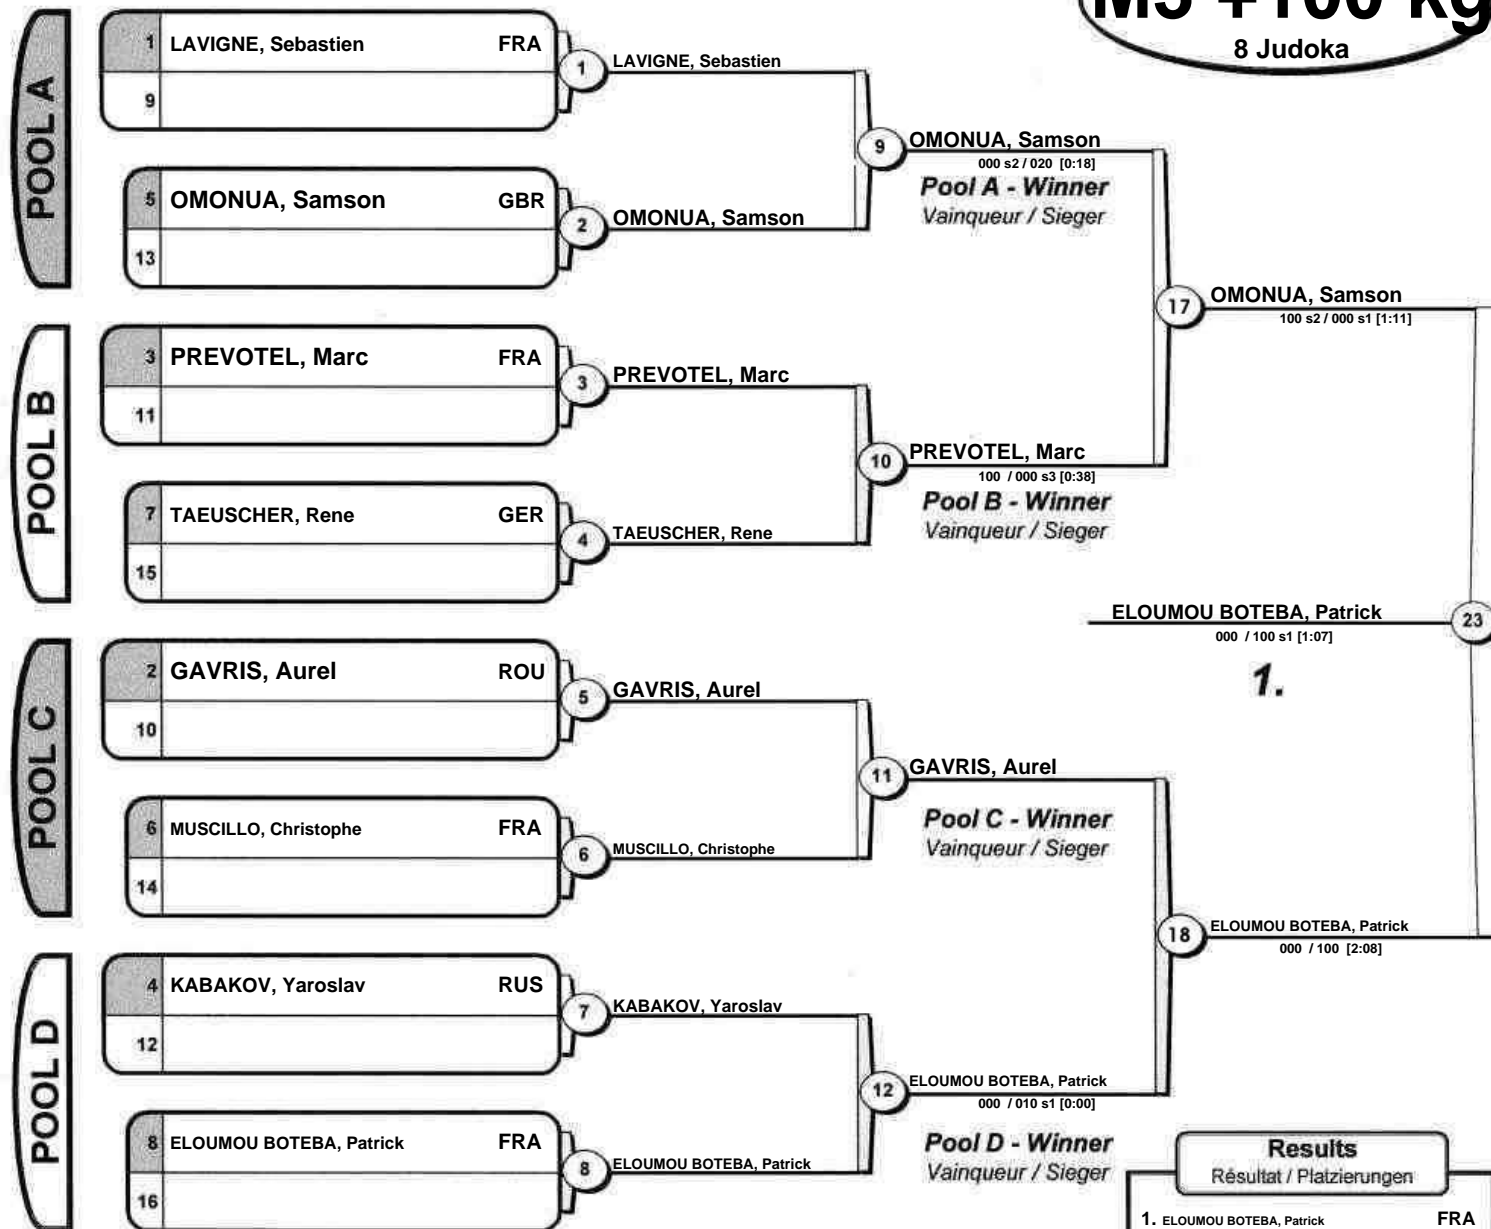 M3 +100 kg
8 Judoka
POOL A
1 LAVIGNE, Sebastien FRA
9
1 LAVIGNE, Sebastien
5 OMONUA, Samson GBR
13
2 OMONUA, Samson
9 OMONUA, Samson
000 s2 / 020 [0:18]
Pool A - Winner
Vainqueur / Sieger
POOL B
3 PREVOTEL, Marc FRA
11
3 PREVOTEL, Marc
7 TAEUSCHER, Rene GER
15
4 TAEUSCHER, Rene
10 PREVOTEL, Marc
100 / 000 s3 [0:38]
Pool B - Winner
Vainqueur / Sieger
17 OMONUA, Samson
100 s2 / 000 s1 [1:11]
ELOUMOU BOTEBA, Patrick 23
000 / 100 s1 [1:07]
1.
POOL C
2 GAVRIS, Aurel ROU
10
5 GAVRIS, Aurel
6 MUSCILLO, Christophe FRA
14
6 MUSCILLO, Christophe
11 GAVRIS, Aurel
Pool C - Winner
Vainqueur / Sieger
18 ELOUMOU BOTEBA, Patrick
000 / 100 [2:08]
POOL D
4 KABAKOV, Yaroslav RUS
12
7 KABAKOV, Yaroslav
8 ELOUMOU BOTEBA, Patrick FRA
16
8 ELOUMOU BOTEBA, Patrick
12 ELOUMOU BOTEBA, Patrick
000 / 010 s1 [0:00]
Pool D - Winner
Vainqueur / Sieger
Results
Résultat / Platzierungen
1. ELOUMOU BOTEBA, Patrick FRA